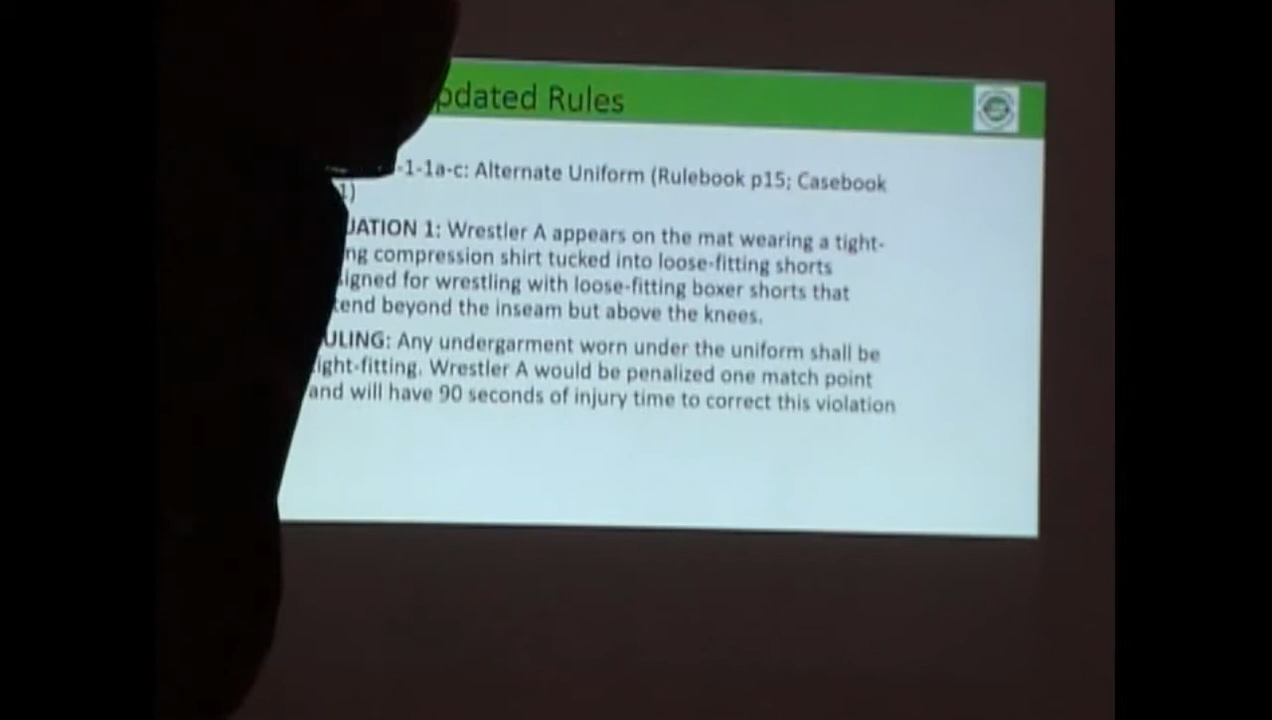 pdated Rules
-1-1a-c: Alternate Uniform (Rulebook p15; Casebook
1)
UATION 1: Wrestler A appears on the mat wearing a tight-
ng compression shirt tucked into loose-fitting shorts
igned for wrestling with loose-fitting boxer shorts that
tend beyond the inseam but above the knees.
ULING: Any undergarment worn under the uniform shall be
ight-fitting. Wrestler A would be penalized one match point
and will have 90 seconds of injury time to correct this violation